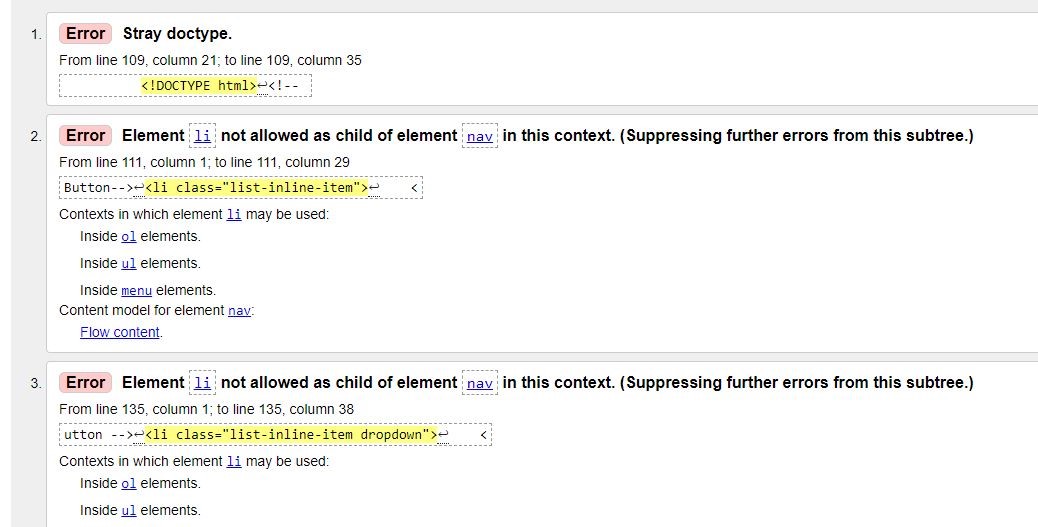 1. Error Stray doctype.
From line 109, column 21; to line 109, column 35
<!DOCTYPE html>↩<!--
2. Error Element li not allowed as child of element nav in this context. (Suppressing further errors from this subtree.)
From line 111, column 1; to line 111, column 29
Button-->↩<li class="list-inline-item">↩    <
Contexts in which element li may be used:
Inside ol elements.
Inside ul elements.
Inside menu elements.
Content model for element nav:
Flow content.
3. Error Element li not allowed as child of element nav in this context. (Suppressing further errors from this subtree.)
From line 135, column 1; to line 135, column 38
utton -->↩<li class="list-inline-item dropdown">↩    <
Contexts in which element li may be used:
Inside ol elements.
Inside ul elements.